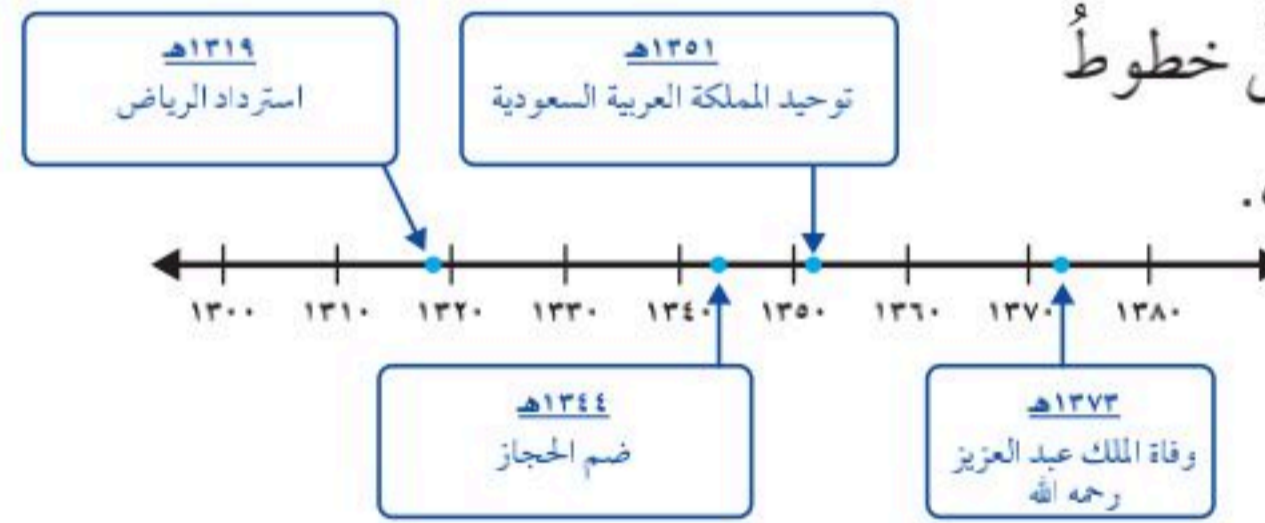 خطوطُ
١٣١٩هـ
استرداد الرياض
١٣٥١هـ
توحيد المملكة العربية السعودية
١٣٠٠ ١٣١٠ ١٣٢٠ ١٣٣٠ ١٣٤٠ ١٣٥٠ ١٣٦٠ ١٣٧٠ ١٣٨٠
١٣٤٤هـ
ضم الحجاز
١٣٧٣هـ
وفاة الملك عبد العزيز
رحمه الله